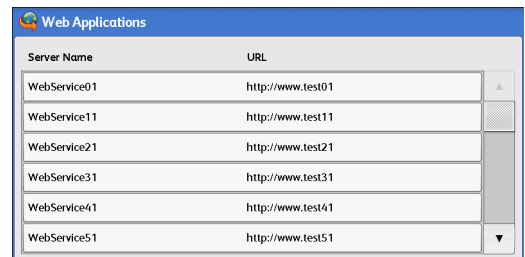 Web Applications
Server Name URL
WebService01 http://www.test01
WebService11 http://www.test11
WebService21 http://www.test21
WebService31 http://www.test31
WebService41 http://www.test41
WebService51 http://www.test51